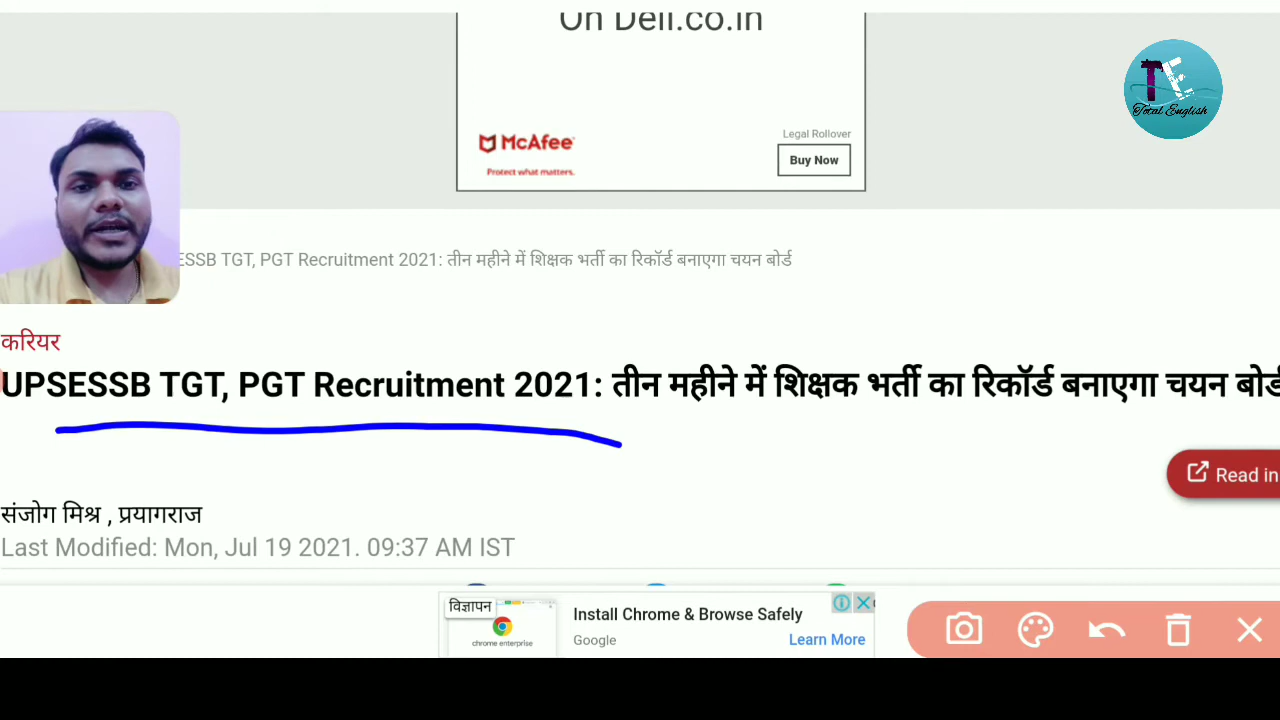 On Dell.co.in
TE
Total English
McAfee
Protect what matters.
Legal Rollover
Buy Now
ESSB TGT, PGT Recruitment 2021: तीन महीने में शिक्षक भर्ती का रिकॉर्ड बनाएगा चयन बोर्ड
करियर
UPSESSB TGT, PGT Recruitment 2021: तीन महीने में शिक्षक भर्ती का रिकॉर्ड बनाएगा चयन बोर्ड
Read in
संजोग मिश्र , प्रयागराज
Last Modified: Mon, Jul 19 2021. 09:37 AM IST
विज्ञापन
chrome enterprise
Install Chrome & Browse Safely
Google
Learn More